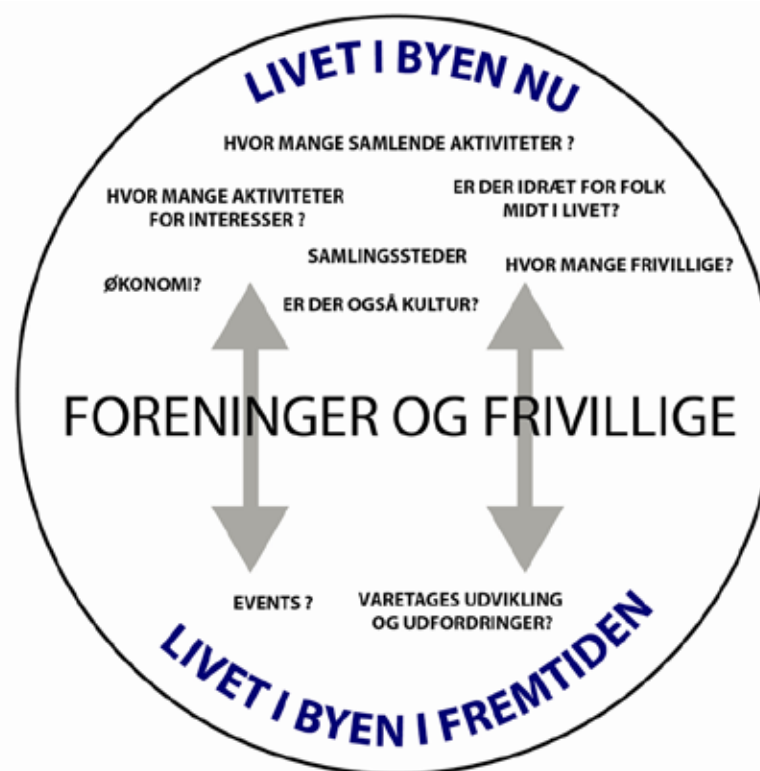 LIVET I BYEN NU
HVOR MANGE SAMLENDE AKTIVITETER ?
HVOR MANGE AKTIVITETER
FOR INTERESSER ?
ER DER IDRÆT FOR FOLK
MIDT I LIVET?
SAMLINGSSTEDER
HVOR MANGE FRIVILLIGE?
ØKONOMI?
ER DER OGSÅ KULTUR?
FORENINGER OG FRIVILLIGE
EVENTS ?
VARETAGES UDVIKLING
OG UDFORDRINGER?
LIVET I BYEN I FREMTIDEN